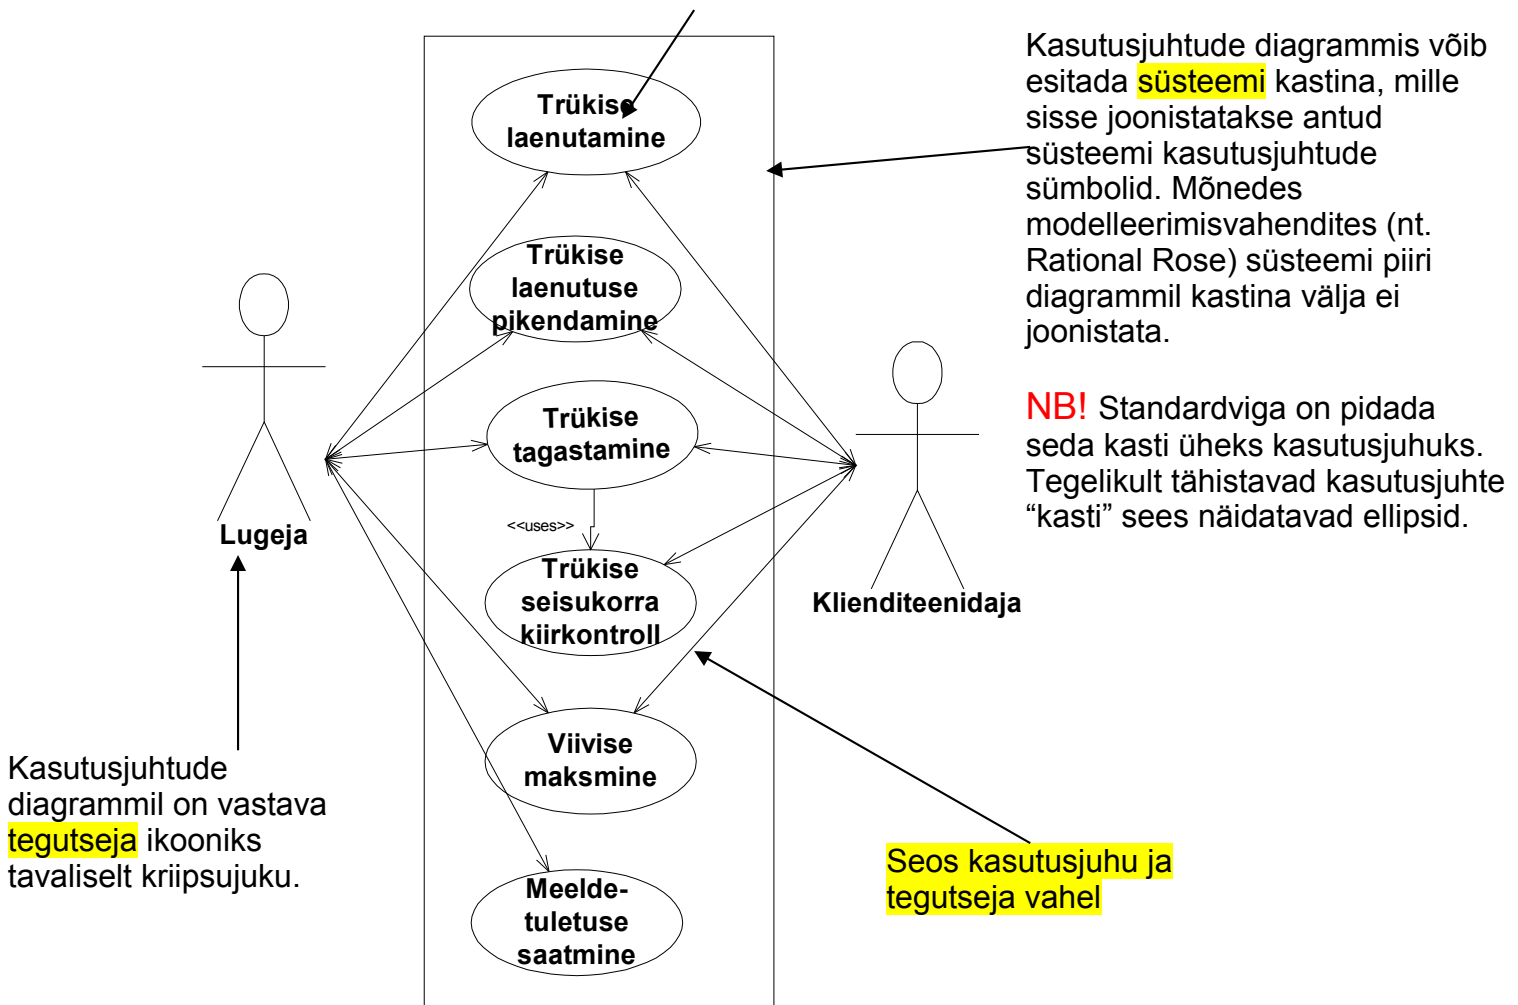 Trükise
laenutamine
Trükise
laenutuse
pikendamine
Trükise
tagastamine
<<uses>>
Trükise
seisukorra
kiirkontroll
Viivise
maksmine
Meelde-
tuletuse
saatmine
Lugeja
Klienditeenidaja
Kasutusjuhtude diagrammis võib
esitada süsteemi kastina, mille
sisse joonistatakse antud
süsteemi kasutusjuhtude
sümbolid. Mõnedes
modelleerimisvahendites (nt.
Rational Rose) süsteemi piiri
diagrammil kastina välja ei
joonistata.
NB! Standardviga on pidada
seda kasti üheks kasutusjuhuks.
Tegelikult tähistavad kasutusjuhte
“kasti” sees näidatavad ellipsid.
Kasutusjuhtude
diagrammil on vastava
tegutseja ikooniks
tavaliselt kriipsujuku.
Seos kasutusjuhu ja
tegutseja vahel